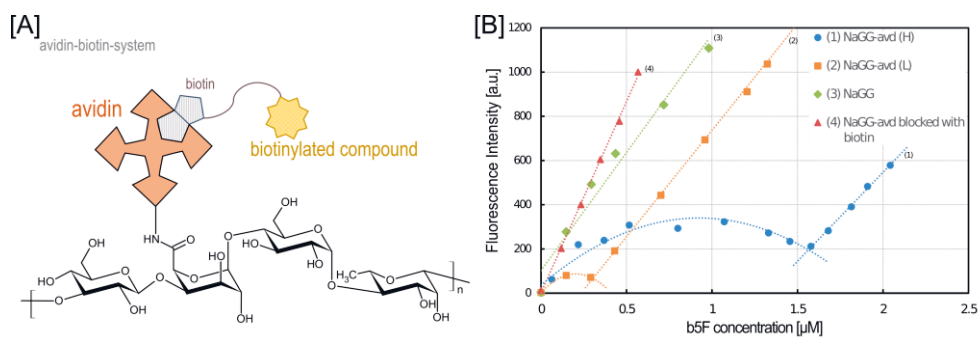 [A]
avidin-biotin-system
biotin
avidin
biotinylated compound
HN
O
OH
O
OH
O
OH
OH
O
O
OH
OH
O
O
HO
OH
O
OH
O
H₃C
O
O
OH
OH
n
[B]
Fluorescence Intensity [a.u.]
1200
1000
800
600
400
200
0
0
0.5
1
1.5
2
2.5
b5F concentration [µM]
(1) NaGG-avd (H)
(2) NaGG-avd (L)
(3) NaGG
(4) NaGG-avd blocked with
biotin
(4)
(3)
(2)
(1)